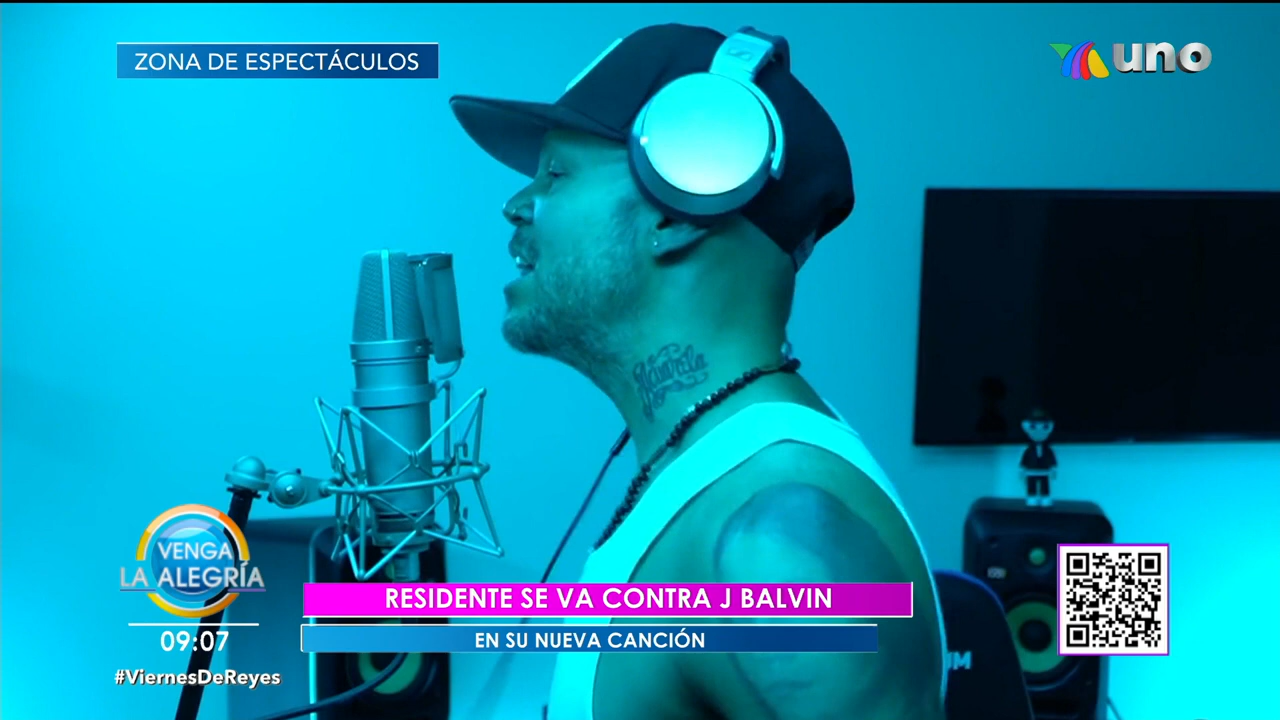 ZONA DE ESPECTÁCULOS
uno
VENGA
LA ALEGRÍA
09:07
#ViernesDeReyes
RESIDENTE SE VA CONTRA J BALVIN
EN SU NUEVA CANCIÓN